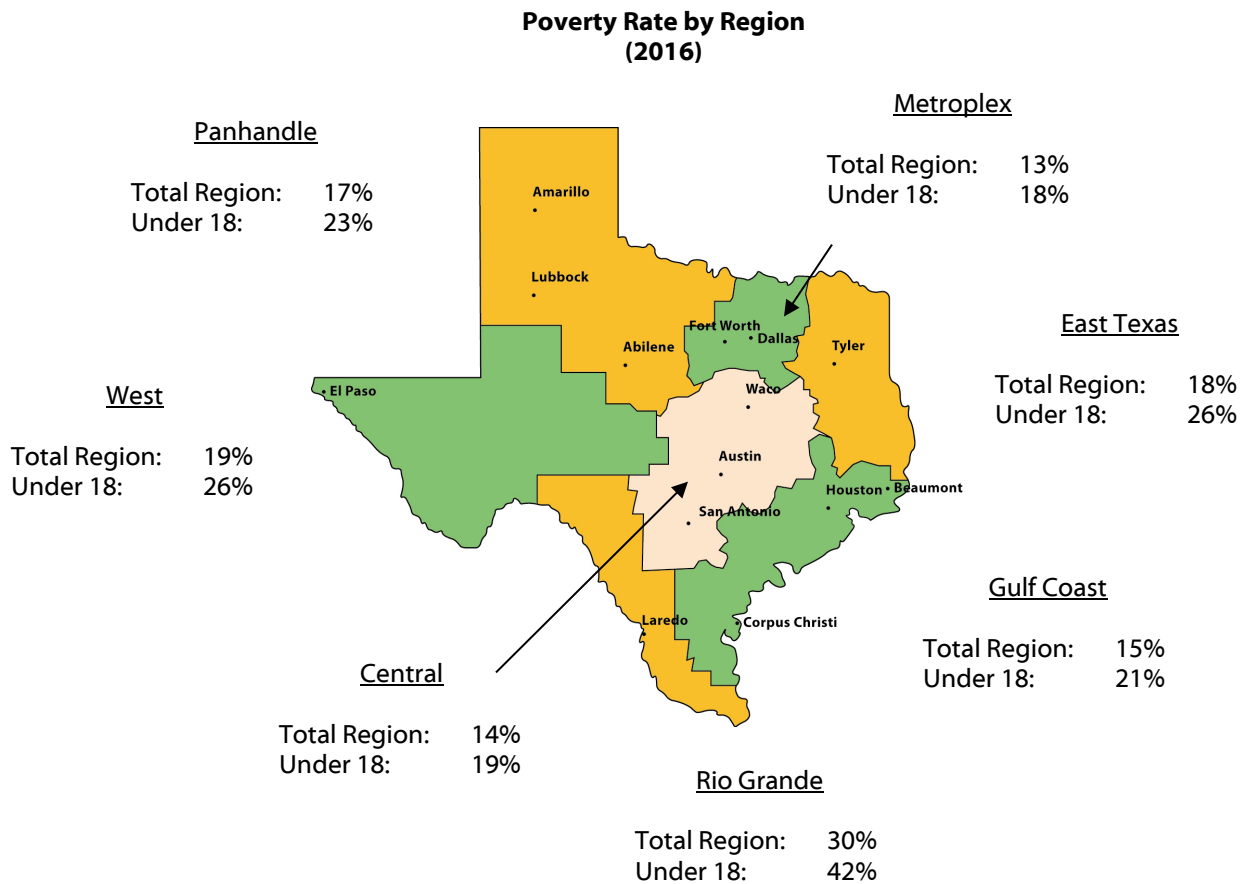 Poverty Rate by Region
(2016)
Metroplex
Total Region: 13%
Under 18: 18%
Panhandle
Total Region: 17%
Under 18: 23%
Amarillo
Lubbock
Fort Worth
Dallas
Abilene
Tyler
East Texas
Total Region: 18%
Under 18: 26%
West
Total Region: 19%
Under 18: 26%
El Paso
Waco
Austin
San Antonio
Houston
Beaumont
Gulf Coast
Total Region: 15%
Under 18: 21%
Laredo
Corpus Christi
Central
Total Region: 14%
Under 18: 19%
Rio Grande
Total Region: 30%
Under 18: 42%